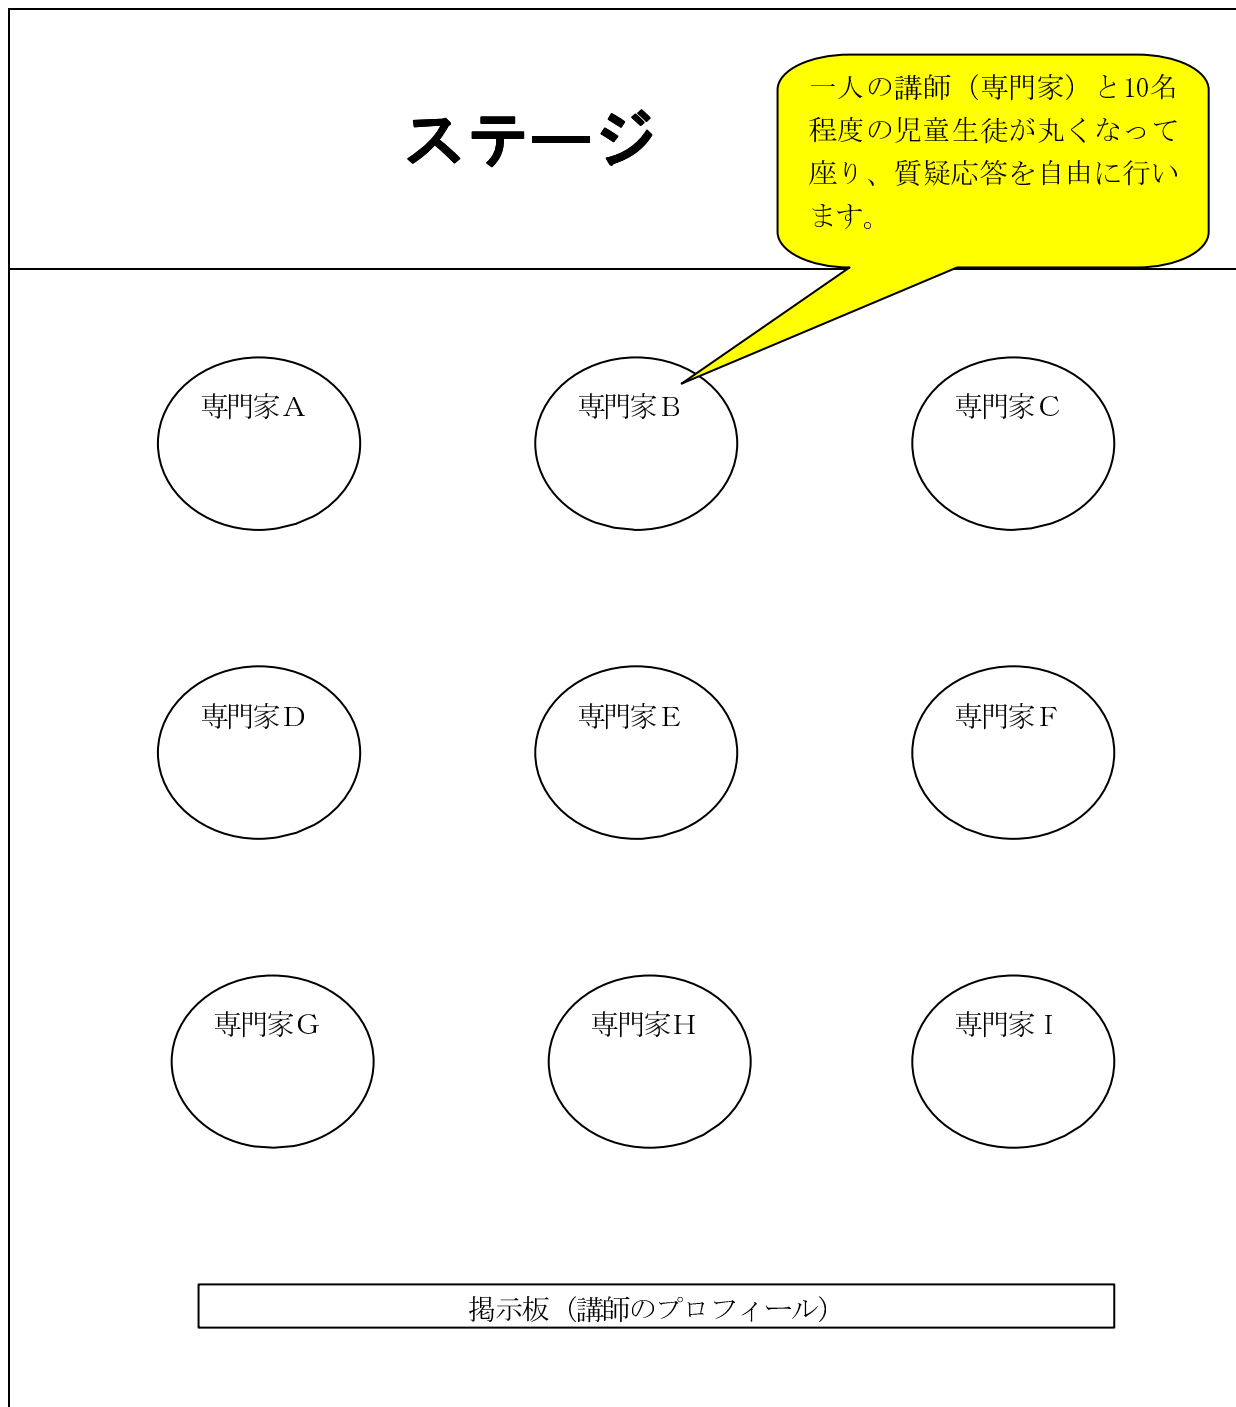 ステージ
一人の講師（専門家）と10名
程度の児童生徒が丸くなって
座り、質疑応答を自由に行い
ます。
専門家Ａ
専門家Ｂ
専門家Ｃ
専門家Ｄ
専門家Ｅ
専門家Ｆ
専門家Ｇ
専門家Ｈ
専門家Ｉ
掲示板（講師のプロフィール）